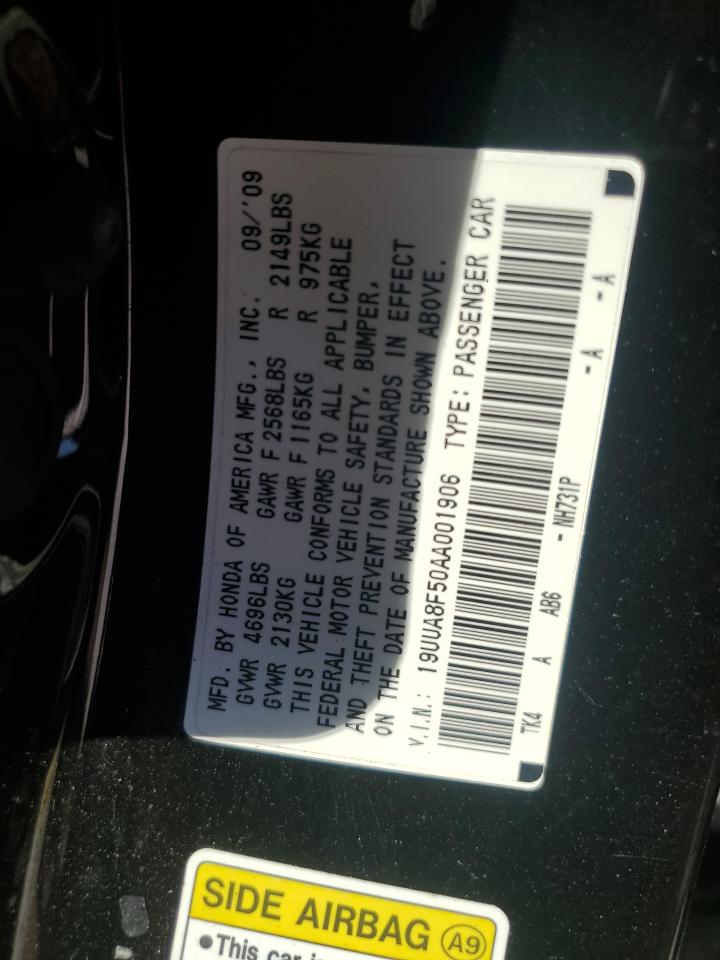 MFD. BY HONDA OF AMERICA MFG., INC. 09/'09
GVWR 4696LBS GAWR F 2568LBS R 2149LBS
GVWR 2130KG GAWR F 1165KG R 975KG
THIS VEHICLE CONFORMS TO ALL APPLICABLE
FEDERAL MOTOR VEHICLE SAFETY, BUMPER,
AND THEFT PREVENTION STANDARDS IN EFFECT
ON THE DATE OF MANUFACTURE SHOWN ABOVE.
V.I.N.: 19UUA8F50AA001906 TYPE: PASSENGER CAR
TK4 A AB6 - NH731P - A - A
SIDE AIRBAG A9
•This car